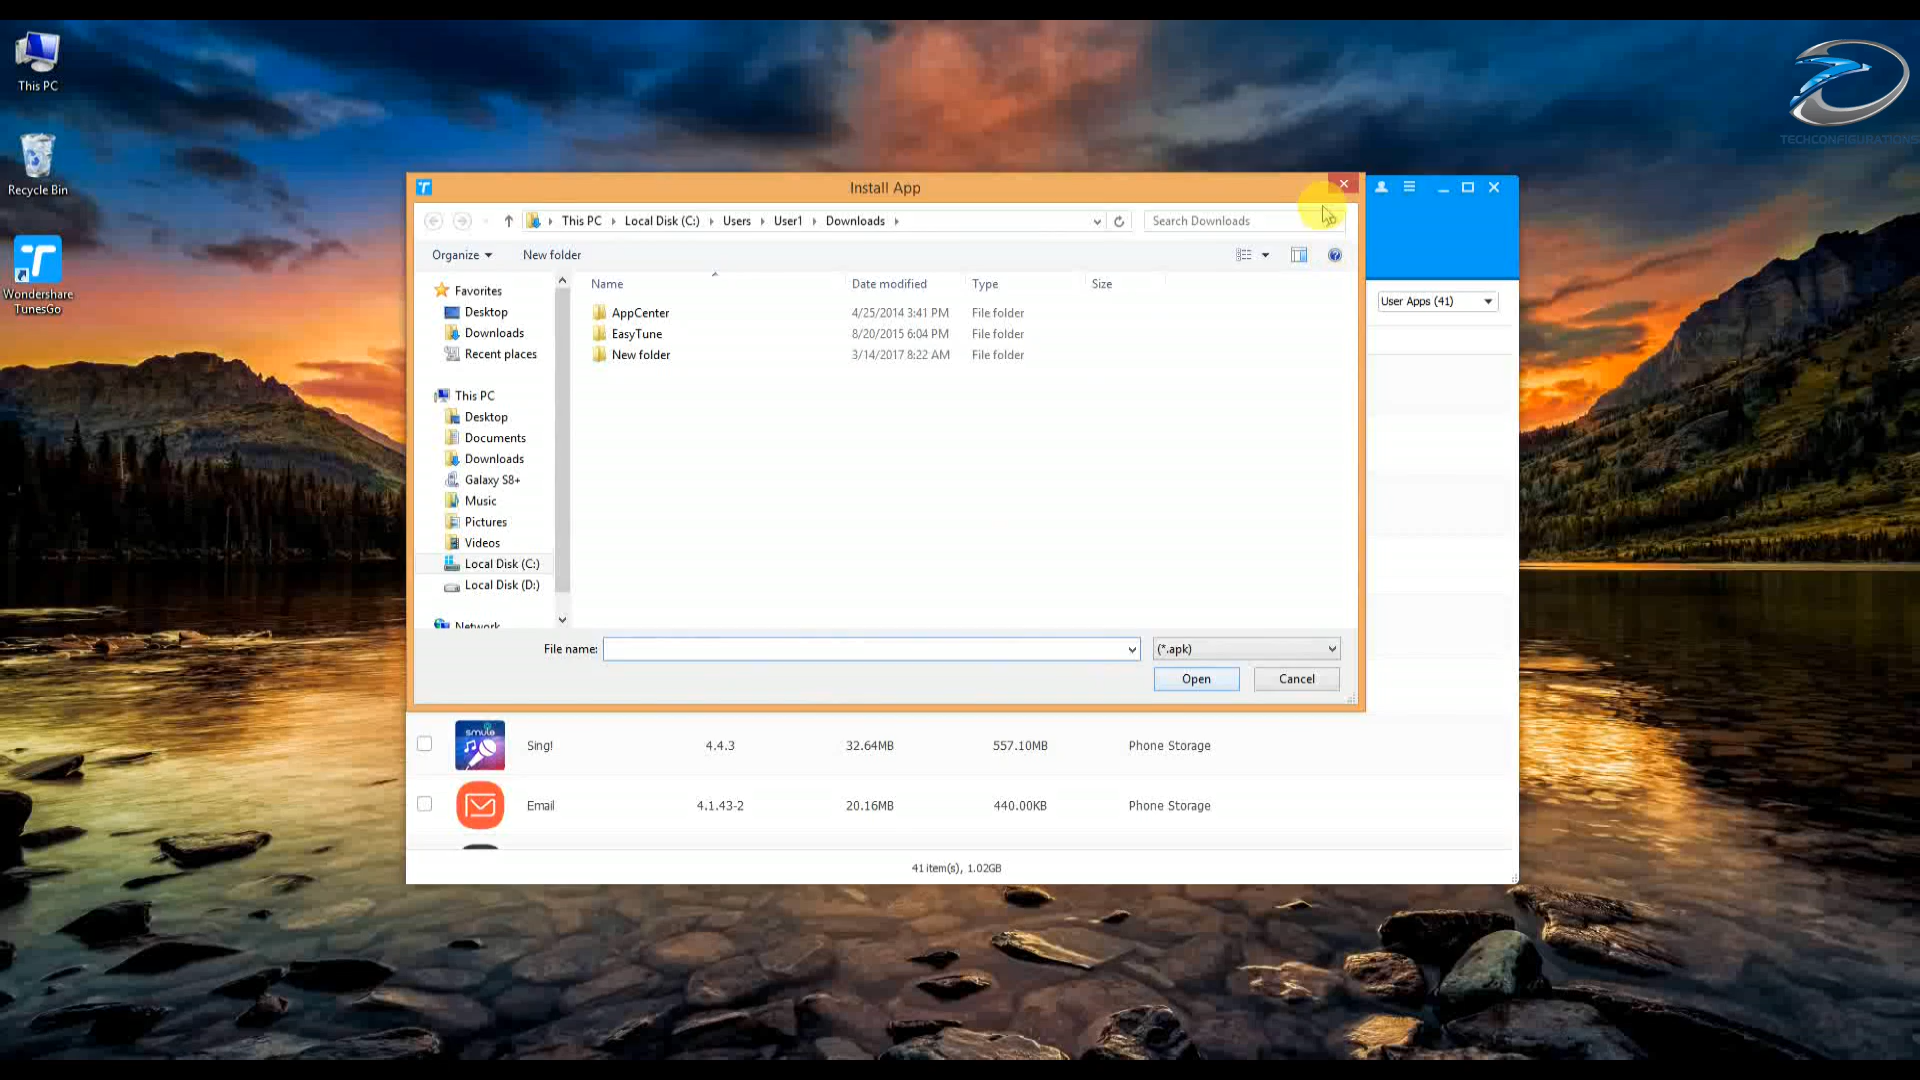 This PC
TECHCONFIGURATIONS
Recycle Bin
Wondershare
TunesGo
Install App
This PC Local Disk (C:) Users User1 Downloads
Search Downloads
Organize
New folder
Name Date modified Type Size
Favorites
Desktop
Downloads
Recent places
This PC
Desktop
Documents
Downloads
Galaxy S8+
Music
Pictures
Videos
Local Disk (C:)
Local Disk (D:)
Network
AppCenter 4/25/2014 3:41 PM File folder
EasyTune 8/20/2015 6:04 PM File folder
New folder 3/14/2017 8:22 AM File folder
User Apps (41)
File name:
(*.apk)
Open
Cancel
smule
Sing! 4.4.3 32.64MB 557.10MB Phone Storage
Email 4.1.43-2 20.16MB 440.00KB Phone Storage
41 item(s), 1.02GB